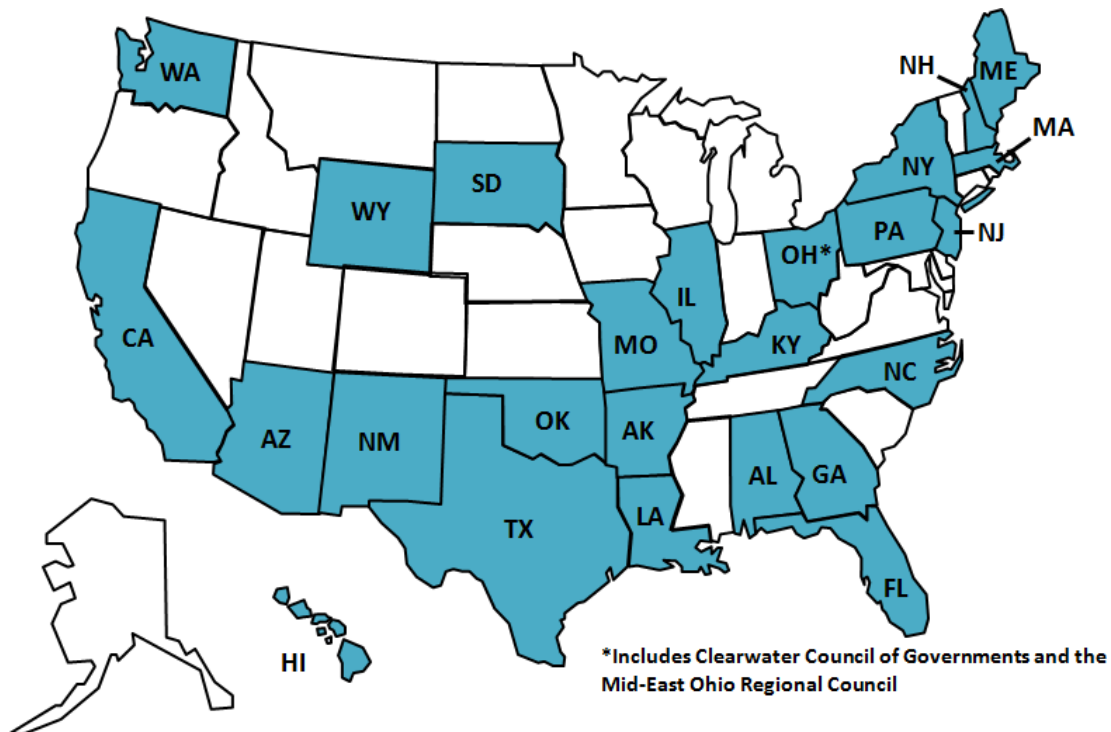 WA
NH
ME
MA
NY
SD
WY
PA
NJ
OH*
IL
CA
MO
KY
NC
OK
AK
AZ
NM
AL
GA
LA
TX
FL
HI
*Includes Clearwater Council of Governments and the
Mid-East Ohio Regional Council